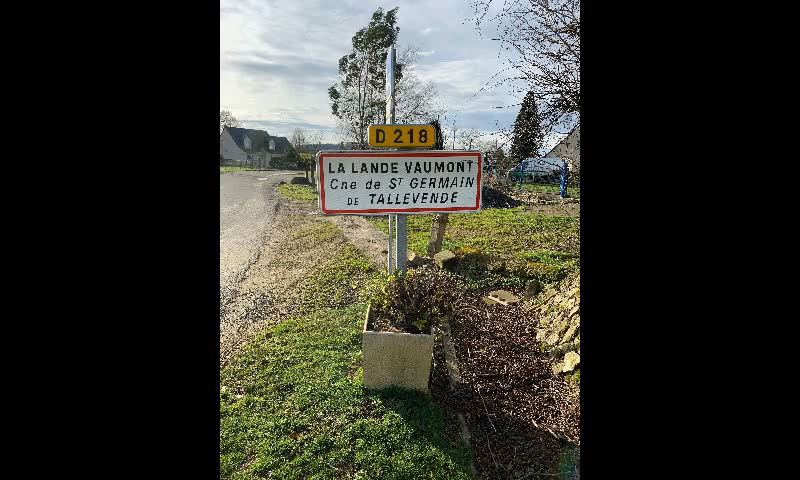 D 218
LA LANDE VAUMONT
Cne de ST GERMAIN
DE TALLEVENDE